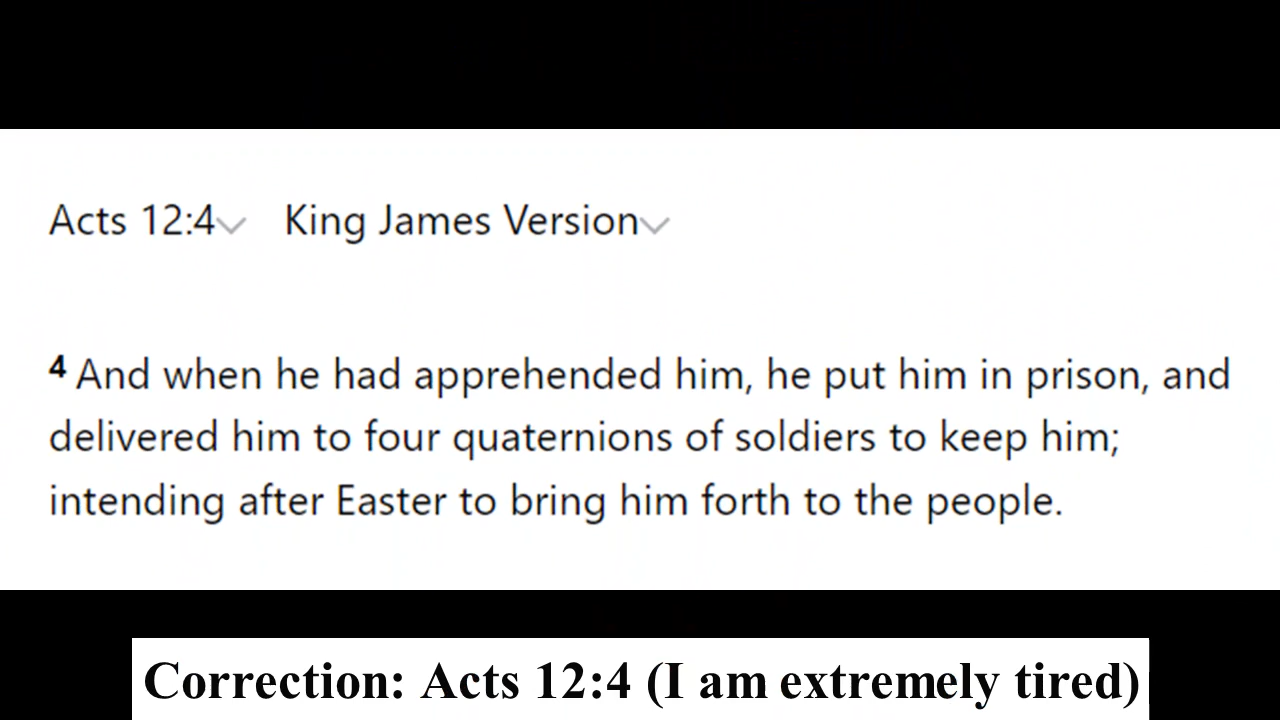 Acts 12:4 King James Version
4 And when he had apprehended him, he put him in prison, and
delivered him to four quaternions of soldiers to keep him;
intending after Easter to bring him forth to the people.
Correction: Acts 12:4 (I am extremely tired)